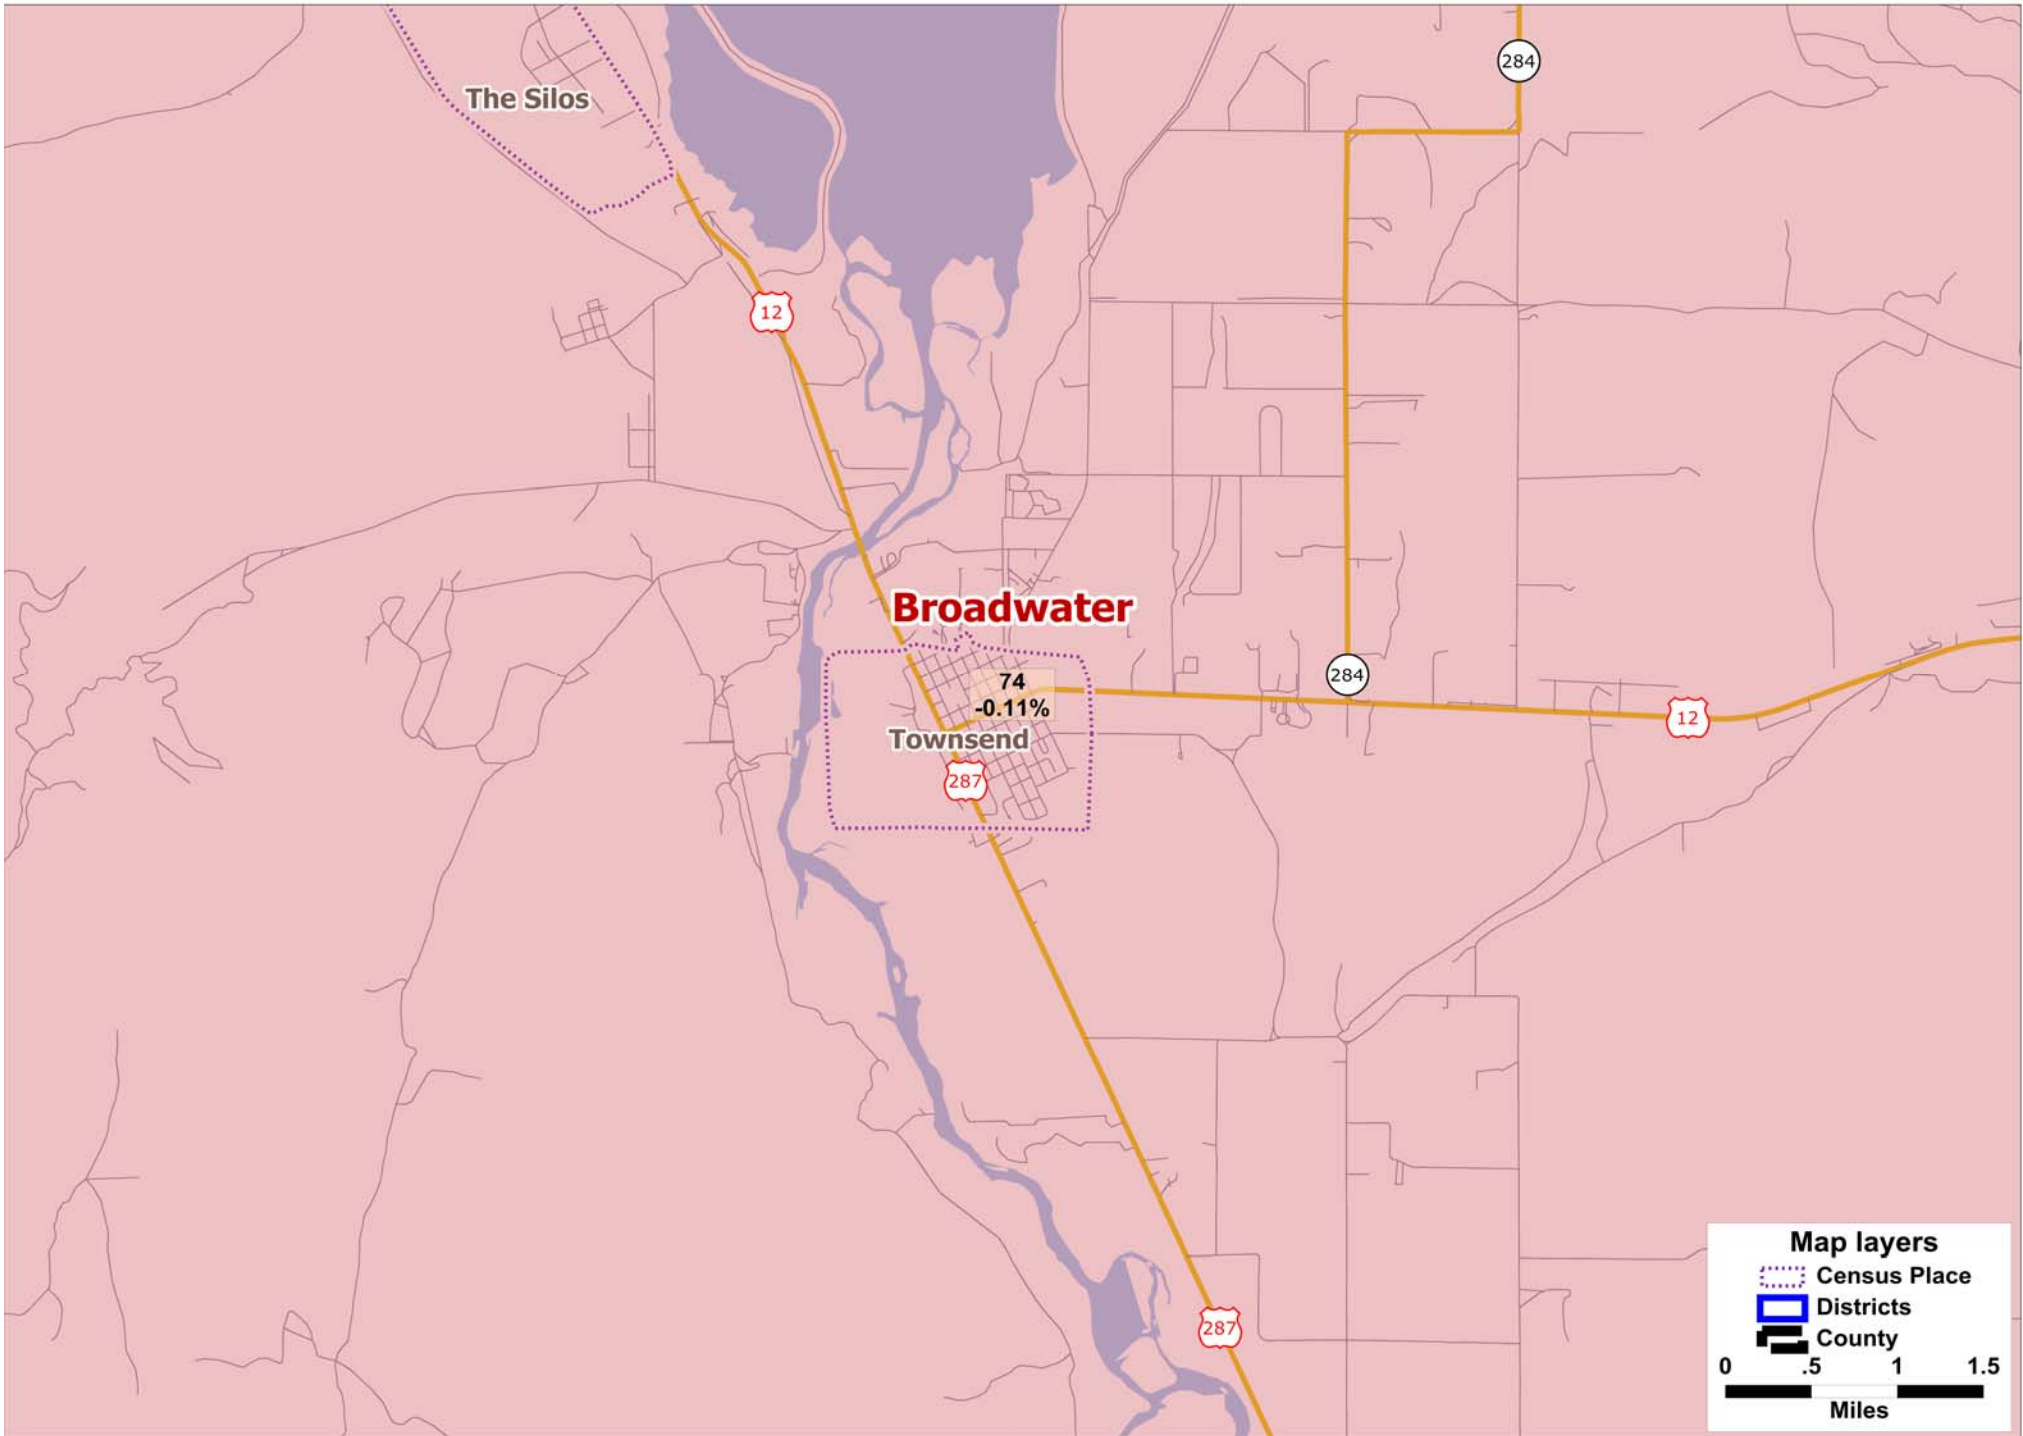 284
The Silos
12
Broadwater
284
74
-0.11%
12
Townsend
287
287
Map layers
Census Place
Districts
County
0 .5 1 1.5
Miles